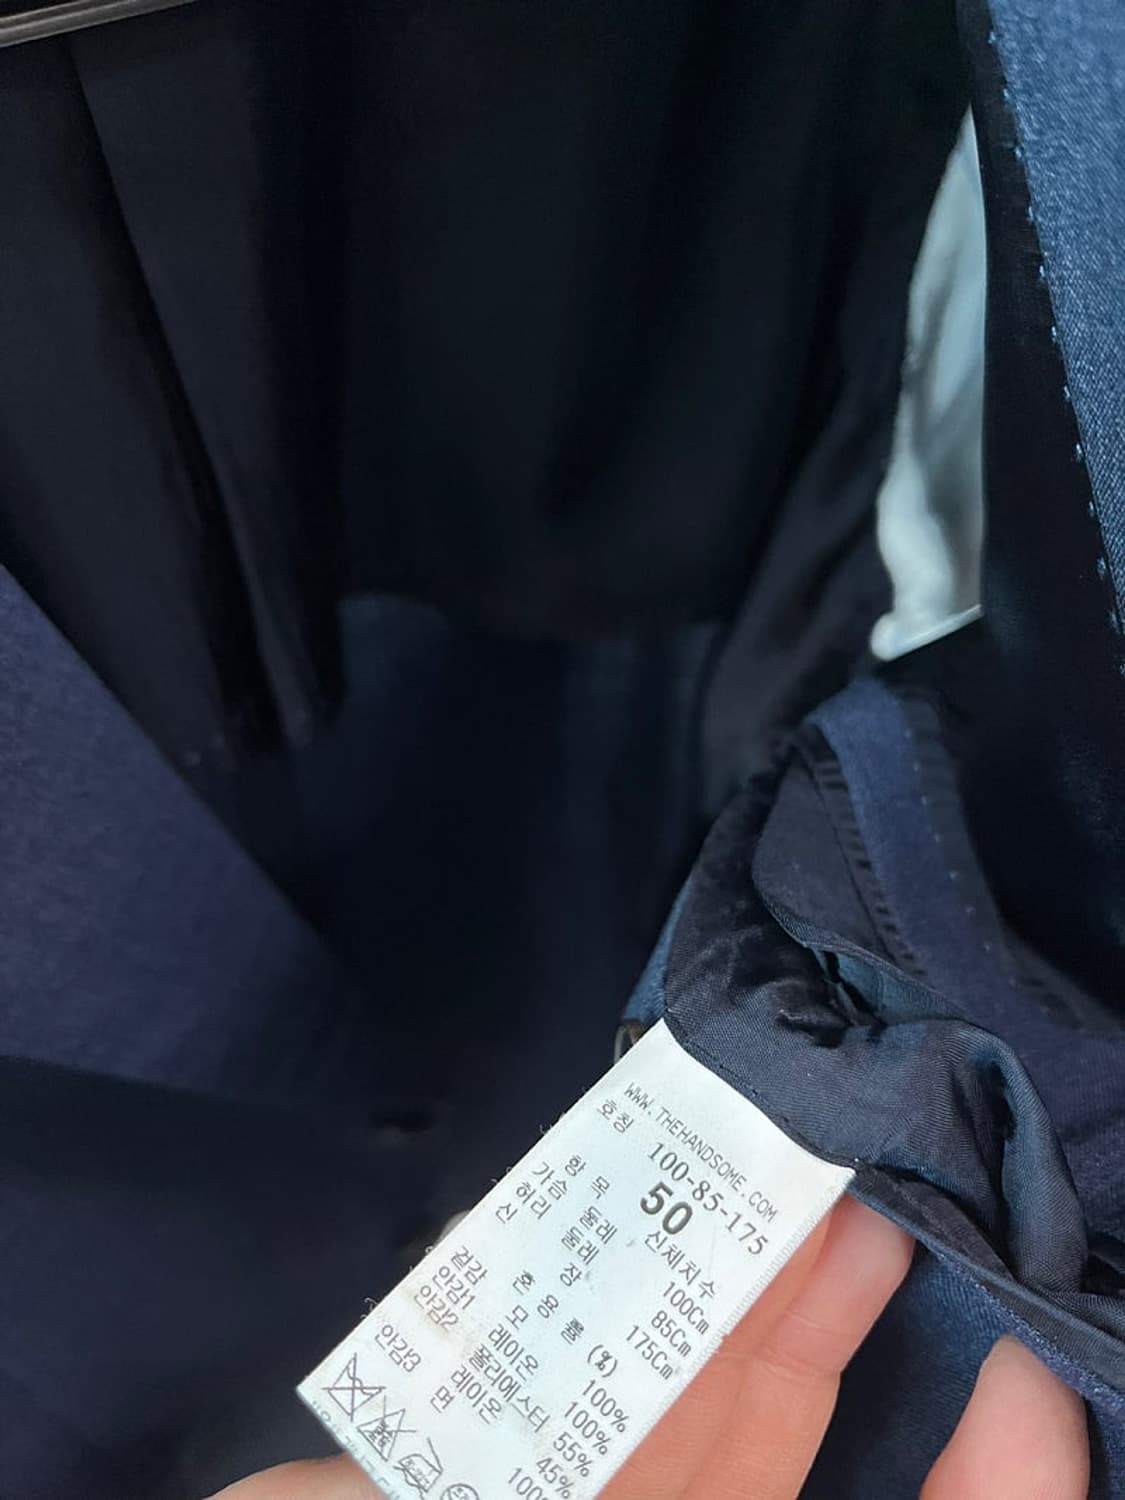 WWW.THEHANDSOME.COM
호칭 100-85-175
50
항 목 신체치수
가슴 둘레 100Cm
허리 둘레 85Cm
신 장 175Cm
혼 용 률 (%)
겉감 모 100%
안감1 레이온 100%
안감2 폴리에스터 55%
레이온 45%
안감3 면 100%